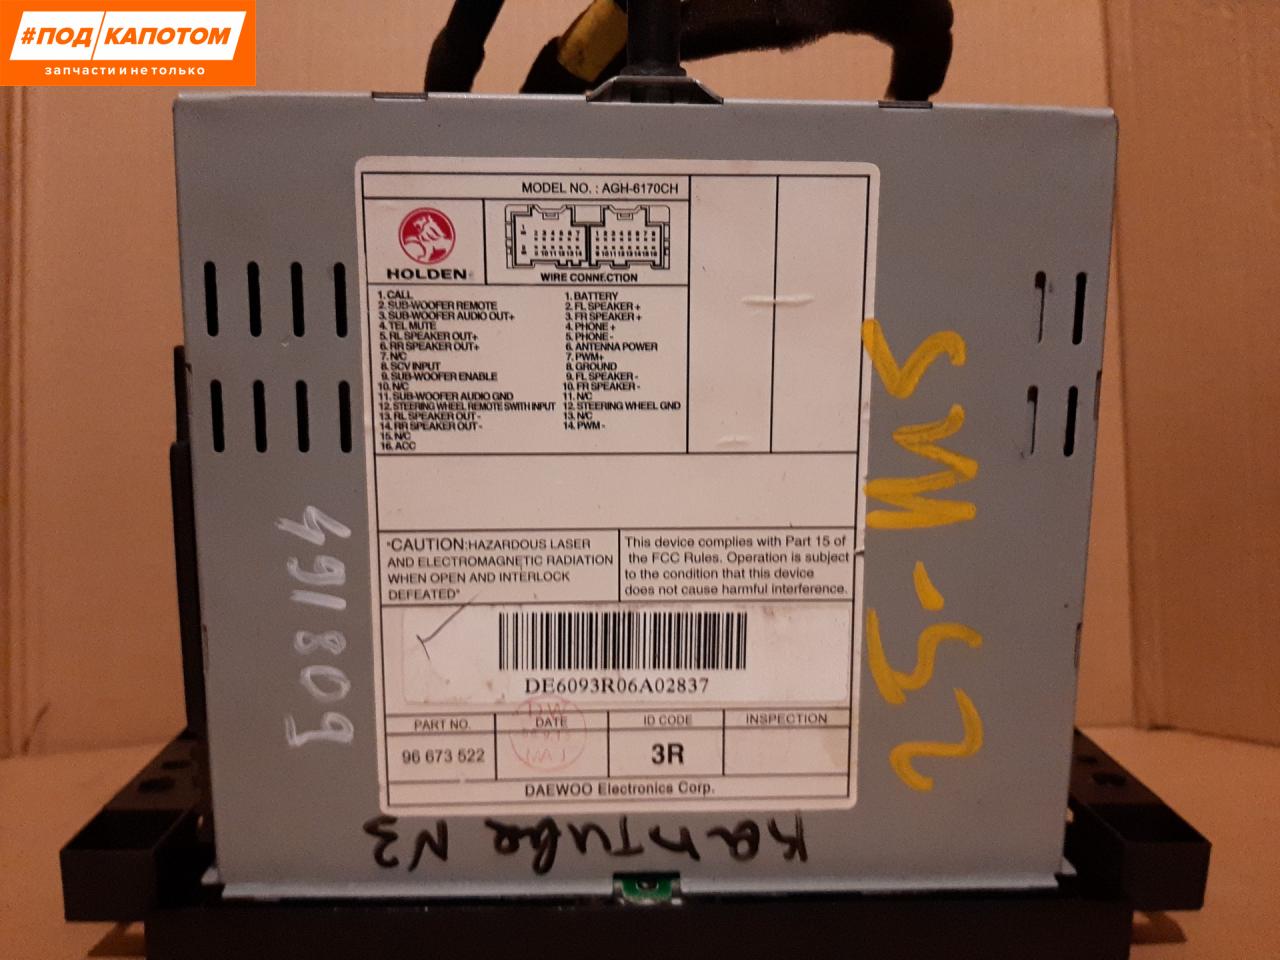 #ПОД КАПОТОМ
запчасти и не только
MODEL NO. : AGH-6170CH
HOLDEN
WIRE CONNECTION
1. CALL
2. SUB-WOOFER REMOTE
3. SUB-WOOFER AUDIO OUT+
4. TEL MUTE
5. RL SPEAKER OUT+
6. RR SPEAKER OUT+
7. N/C
8. SCV INPUT
9. SUB-WOOFER ENABLE
10. N/C
11. SUB-WOOFER AUDIO GND
12. STEERING WHEEL REMOTE SWITH INPUT
13. RL SPEAKER OUT -
14. RR SPEAKER OUT -
15. N/C
16. ACC
1. BATTERY
2. FL SPEAKER +
3. FR SPEAKER +
4. PHONE +
5. PHONE -
6. ANTENNA POWER
7. PWM+
8. GROUND
9. FL SPEAKER -
10. FR SPEAKER -
11. N/C
12. STEERING WHEEL GND
13. N/C
14. PWM -
"CAUTION: HAZARDOUS LASER
AND ELECTROMAGNETIC RADIATION
WHEN OPEN AND INTERLOCK
DEFEATED"
This device complies with Part 15 of
the FCC Rules. Operation is subject
to the condition that this device
does not cause harmful interference.
DE6093R06A02837
PART NO.
DATE
ID CODE
INSPECTION
96 673 522
3R
DAEWOO Electronics Corp.
SM-52
491809
Каптива N3